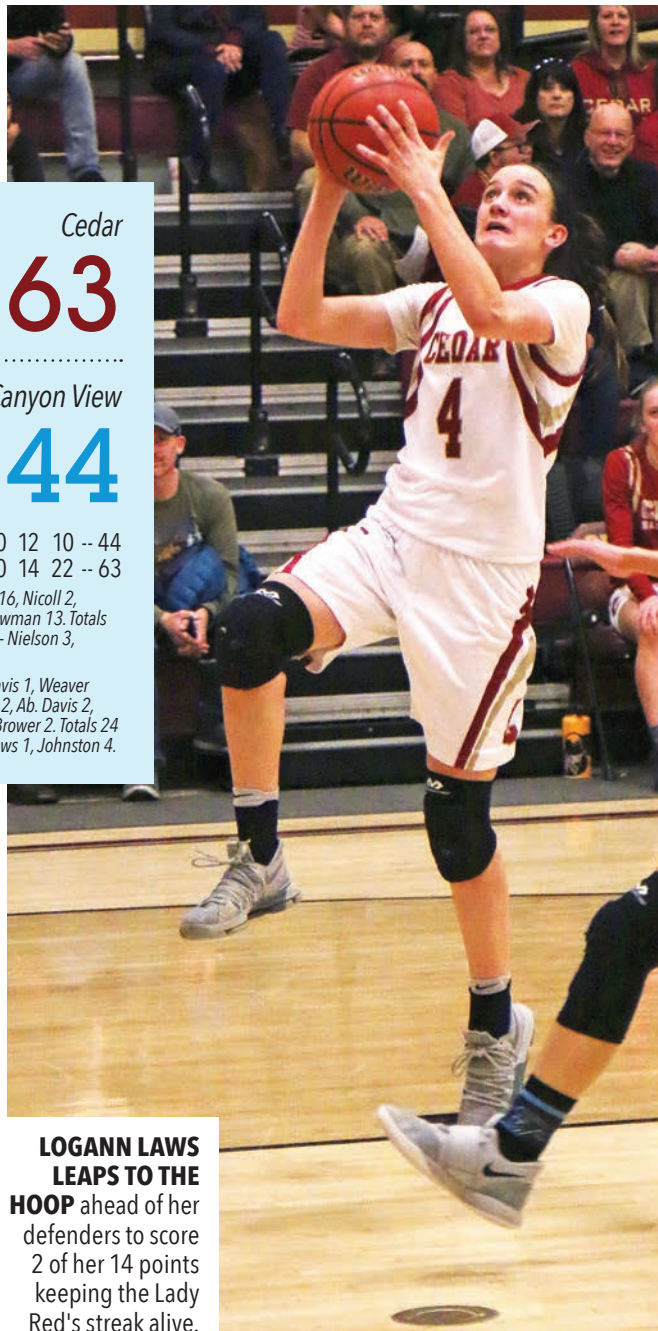 Cedar
63
Canyon View
44
0 12 10 -- 44
0 14 22 -- 63
16, Nicoll 2,
wman 13. Totals
- Nielson 3,
vis 1, Weaver
2, Ab. Davis 2,
Brower 2. Totals 24
ws 1, Johnston 4.
CEDAR
4
CEDAR
LOGANN LAWS
LEAPS TO THE
HOOP ahead of her
defenders to score
2 of her 14 points
keeping the Lady
Red's streak alive.